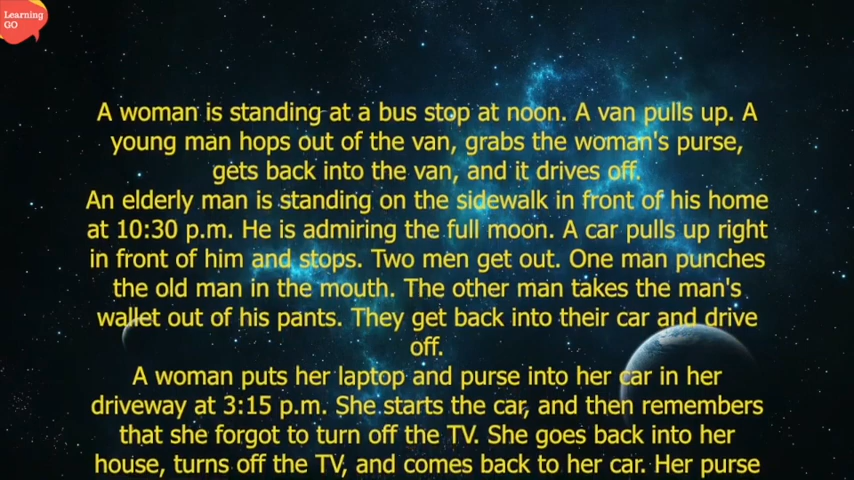 Learning
GO
A woman is standing at a bus stop at noon. A van pulls up. A
young man hops out of the van, grabs the woman's purse,
gets back into the van, and it drives off.
An elderly man is standing on the sidewalk in front of his home
at 10:30 p.m. He is admiring the full moon. A car pulls up right
in front of him and stops. Two men get out. One man punches
the old man in the mouth. The other man takes the man's
wallet out of his pants. They get back into their car and drive
off.
A woman puts her laptop and purse into her car in her
driveway at 3:15 p.m. She starts the car, and then remembers
that she forgot to turn off the TV. She goes back into her
house, turns off the TV, and comes back to her car. Her purse